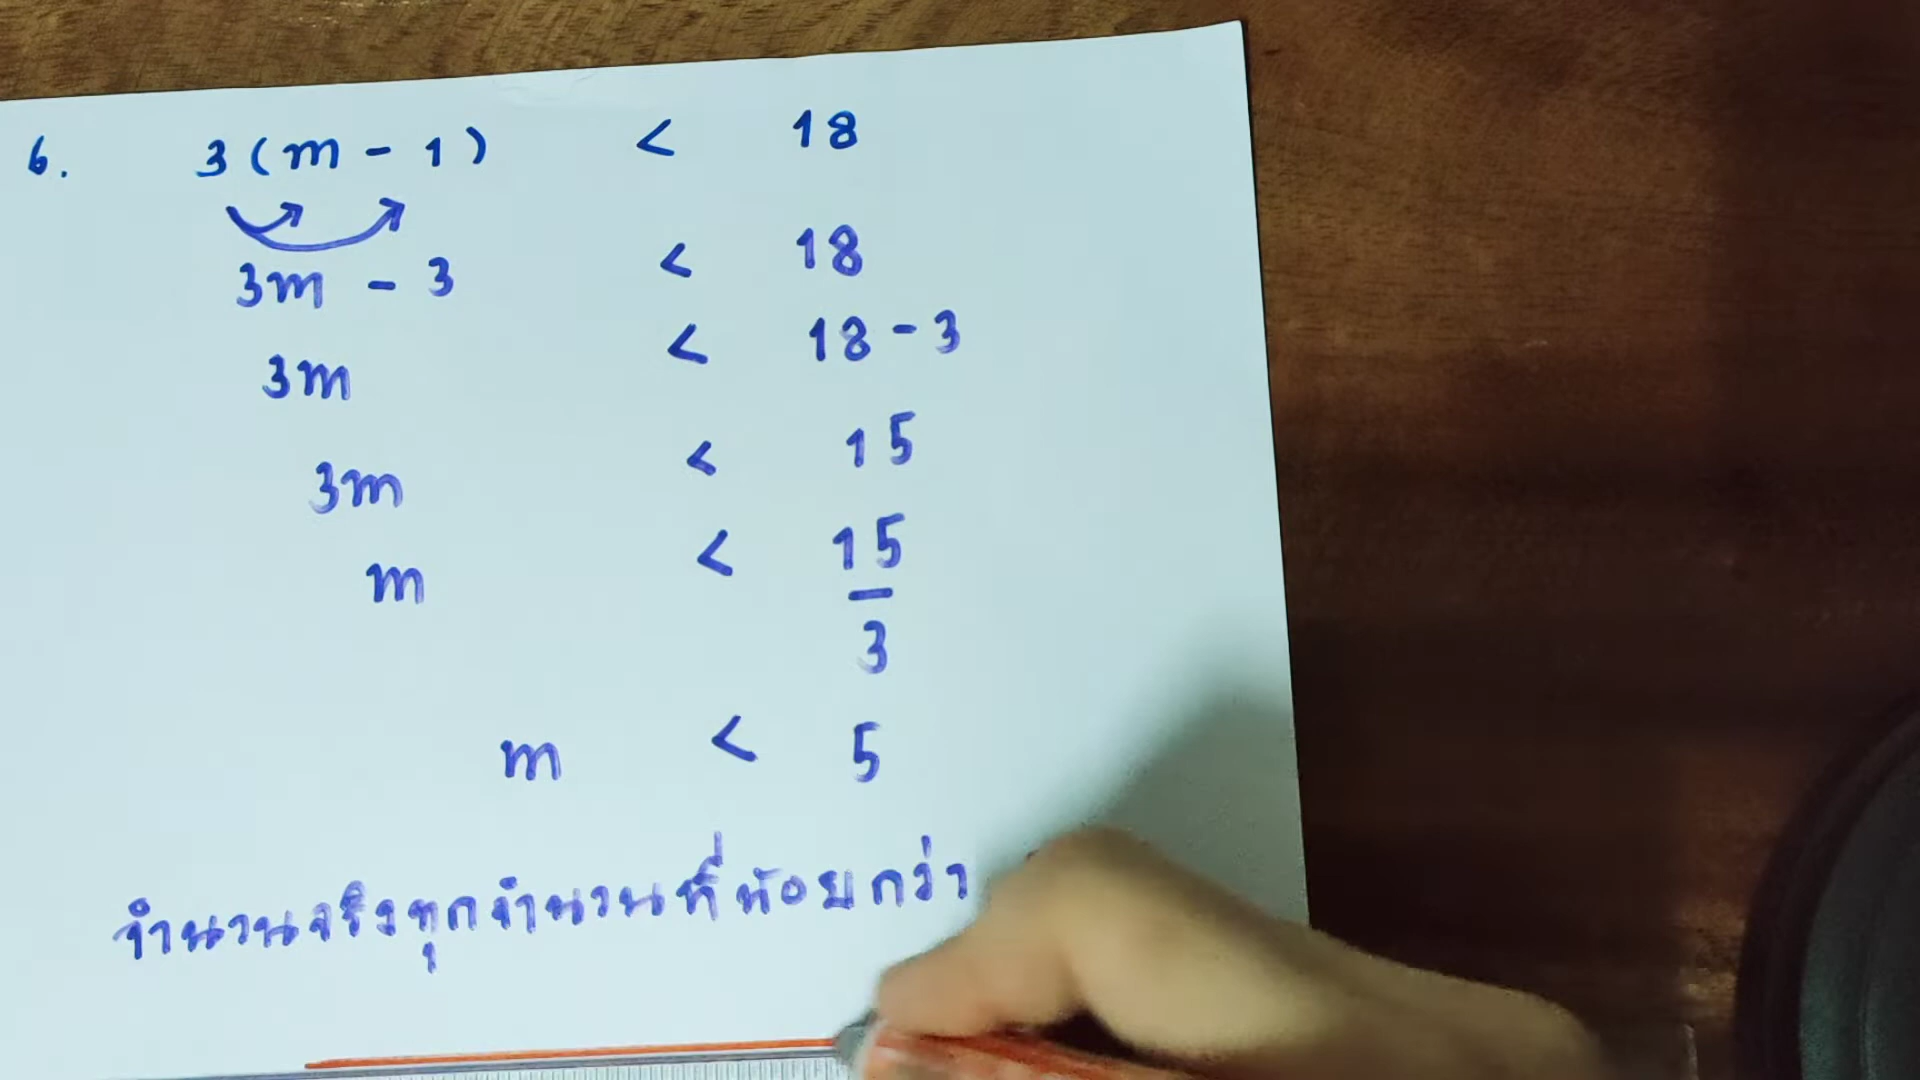 6. 3(m - 1) < 18
3m - 3 < 18
3m < 18 - 3
3m < 15
m < 15/3
m < 5
จำนวนจริงทุกจำนวนที่น้อยกว่า